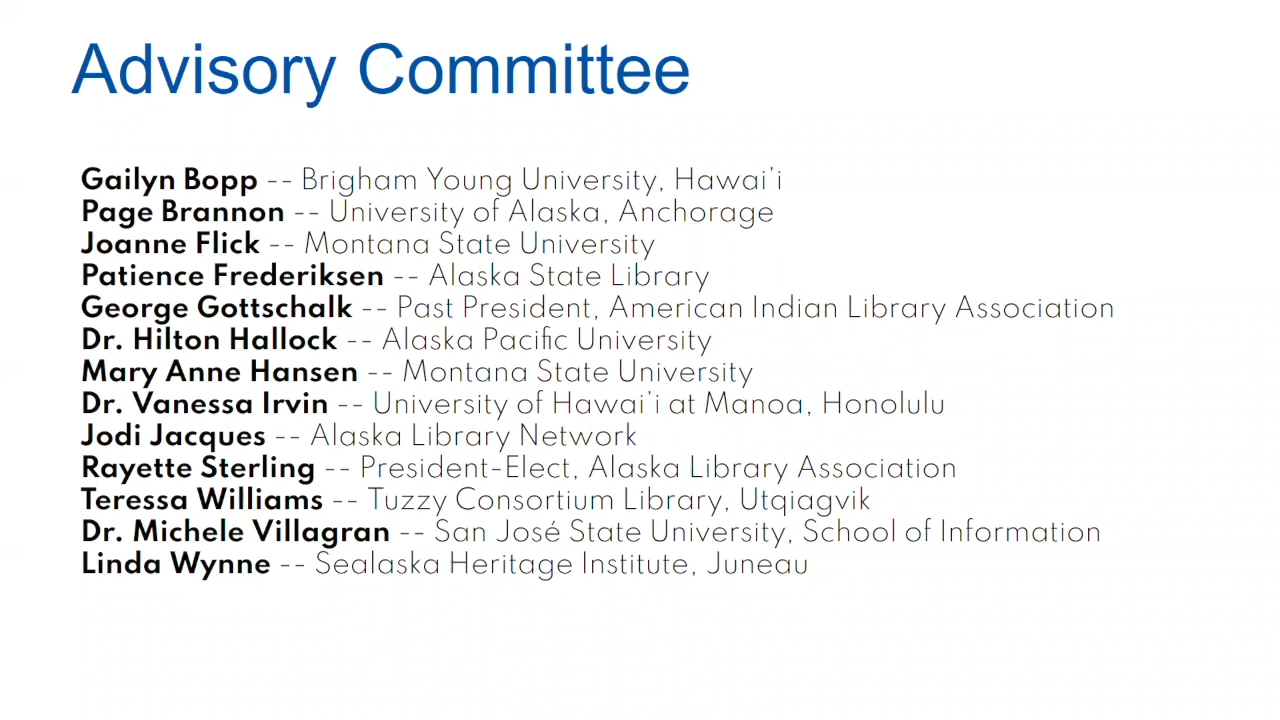 Advisory Committee
Gailyn Bopp -- Brigham Young University, Hawai'i
Page Brannon -- University of Alaska, Anchorage
Joanne Flick -- Montana State University
Patience Frederiksen -- Alaska State Library
George Gottschalk -- Past President, American Indian Library Association
Dr. Hilton Hallock -- Alaska Pacific University
Mary Anne Hansen -- Montana State University
Dr. Vanessa Irvin -- University of Hawai'i at Manoa, Honolulu
Jodi Jacques -- Alaska Library Network
Rayette Sterling -- President-Elect, Alaska Library Association
Teressa Williams -- Tuzzy Consortium Library, Utqiagvik
Dr. Michele Villagran -- San José State University, School of Information
Linda Wynne -- Sealaska Heritage Institute, Juneau